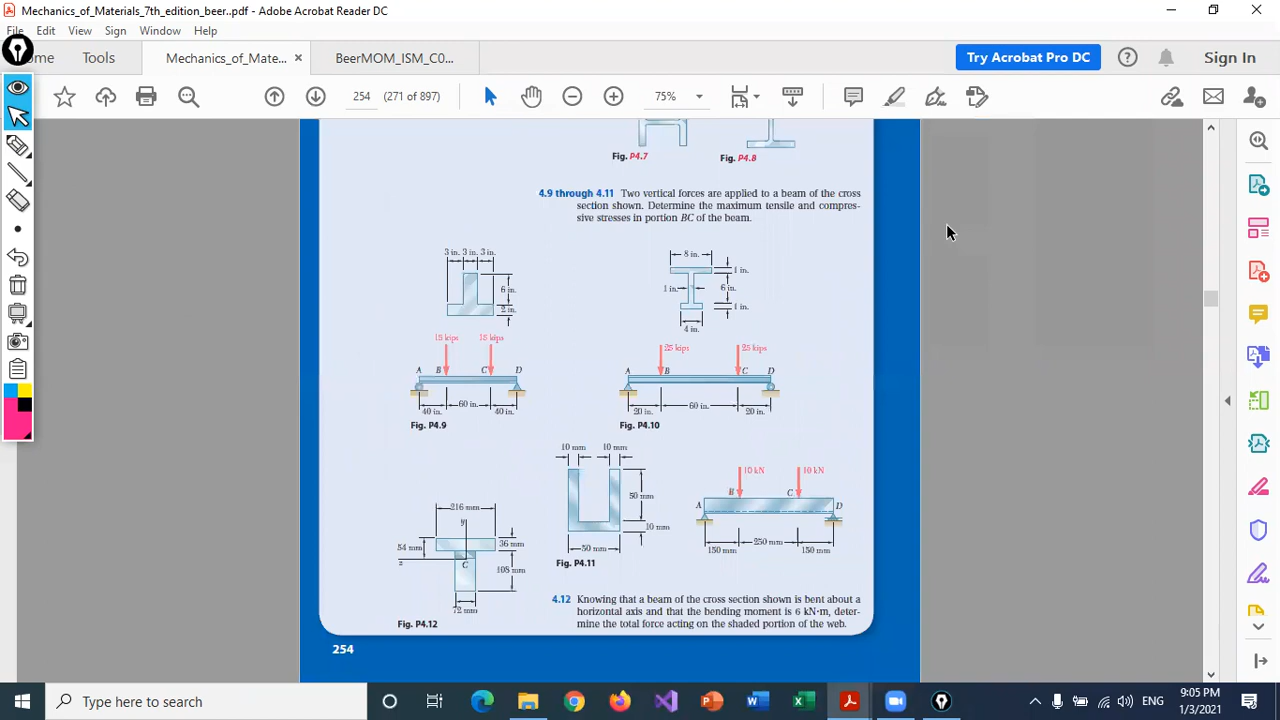 Mechanics_of_Materials_7th_edition_beer..pdf - Adobe Acrobat Reader DC
File Edit View Sign Window Help
ome Tools Mechanics_of_Mate... × BeerMOM_ISM_C0... Try Acrobat Pro DC Sign In
254 (271 of 897) 75%
Fig. P4.7 Fig. P4.8
4.9 through 4.11 Two vertical forces are applied to a beam of the cross
section shown. Determine the maximum tensile and compres-
sive stresses in portion BC of the beam.
3 in. 3 in. 3 in.
6 in.
2 in.
15 kips 15 kips
A B C D
40 in. 60 in. 40 in.
Fig. P4.9
8 in.
1 in.
1 in. 6 in.
1 in.
4 in.
25 kips 25 kips
A B C D
20 in. 60 in. 20 in.
Fig. P4.10
10 mm 10 mm
50 mm
10 mm
50 mm
Fig. P4.11
10 kN 10 kN
A B C D
150 mm 250 mm 150 mm
216 mm
y
54 mm 36 mm
z C
108 mm
72 mm
Fig. P4.12
4.12 Knowing that a beam of the cross section shown is bent about a
horizontal axis and that the bending moment is 6 kN·m, deter-
mine the total force acting on the shaded portion of the web.
254
Type here to search
ENG
9:05 PM
1/3/2021